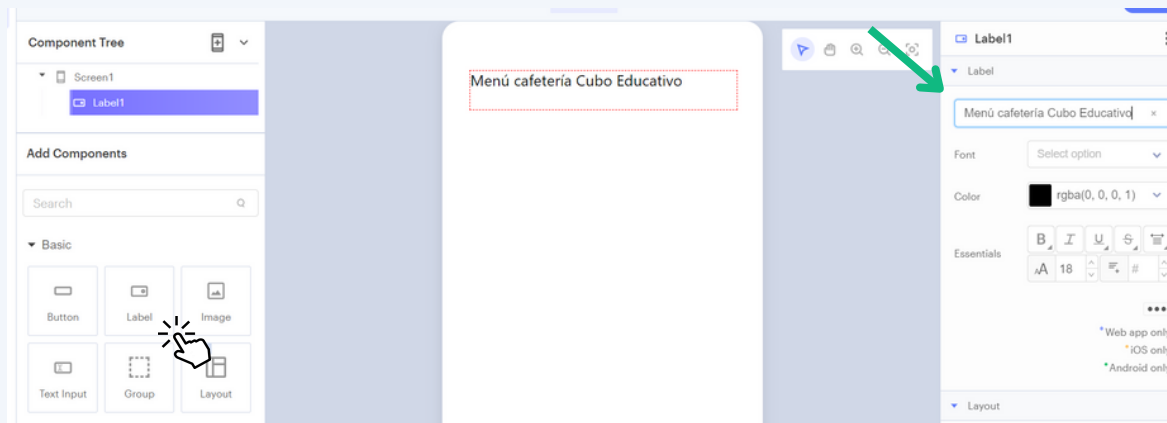 Component Tree
Screen1
Label1
Add Components
Search
Basic
Button
Label
Image
Text Input
Group
Layout
Menú cafetería Cubo Educativo
Label1
Label
Menú cafetería Cubo Educativo
Font
Select option
Color
rgba(0, 0, 0, 1)
Essentials
B I U S
AA 18 #
*Web app only
*iOS only
*Android only
Layout